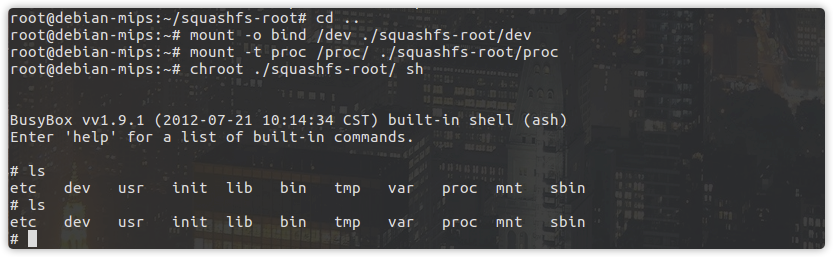 root@debian-mips:~/squashfs-root# cd ..
root@debian-mips:~# mount -o bind /dev ./squashfs-root/dev
root@debian-mips:~# mount -t proc /proc/ ./squashfs-root/proc
root@debian-mips:~# chroot ./squashfs-root/ sh
BusyBox vv1.9.1 (2012-07-21 10:14:34 CST) built-in shell (ash)
Enter 'help' for a list of built-in commands.
# ls
etc dev usr init lib bin tmp var proc mnt sbin
# ls
etc dev usr init lib bin tmp var proc mnt sbin
#